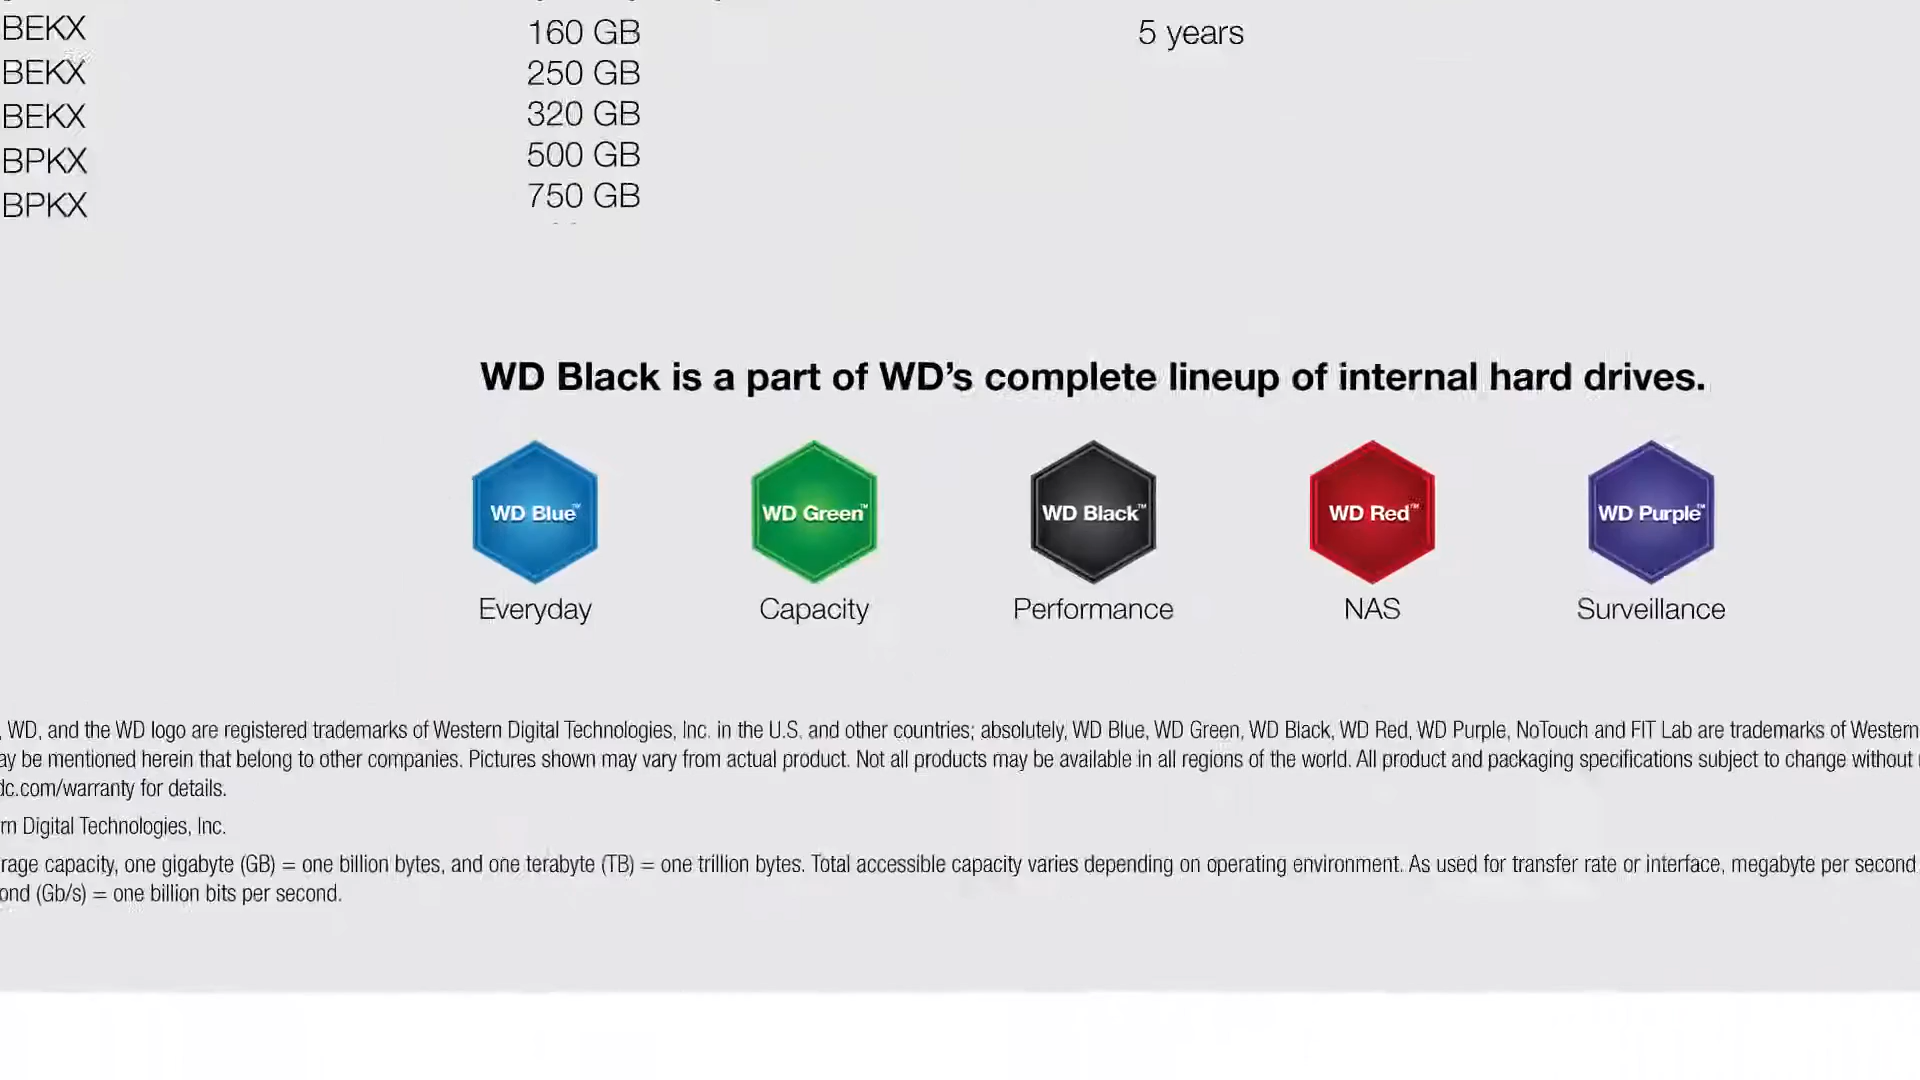 BEKX 160 GB 5 years
BEKX 250 GB
BEKX 320 GB
BPKX 500 GB
BPKX 750 GB
WD Black is a part of WD’s complete lineup of internal hard drives.
WD Blue™ WD Green™ WD Black™ WD Red™ WD Purple™
Everyday Capacity Performance NAS Surveillance
, WD, and the WD logo are registered trademarks of Western Digital Technologies, Inc. in the U.S. and other countries; absolutely, WD Blue, WD Green, WD Black, WD Red, WD Purple, NoTouch and FIT Lab are trademarks of Western
ay be mentioned herein that belong to other companies. Pictures shown may vary from actual product. Not all products may be available in all regions of the world. All product and packaging specifications subject to change without
dc.com/warranty for details.
rn Digital Technologies, Inc.
rage capacity, one gigabyte (GB) = one billion bytes, and one terabyte (TB) = one trillion bytes. Total accessible capacity varies depending on operating environment. As used for transfer rate or interface, megabyte per second
ond (Gb/s) = one billion bits per second.